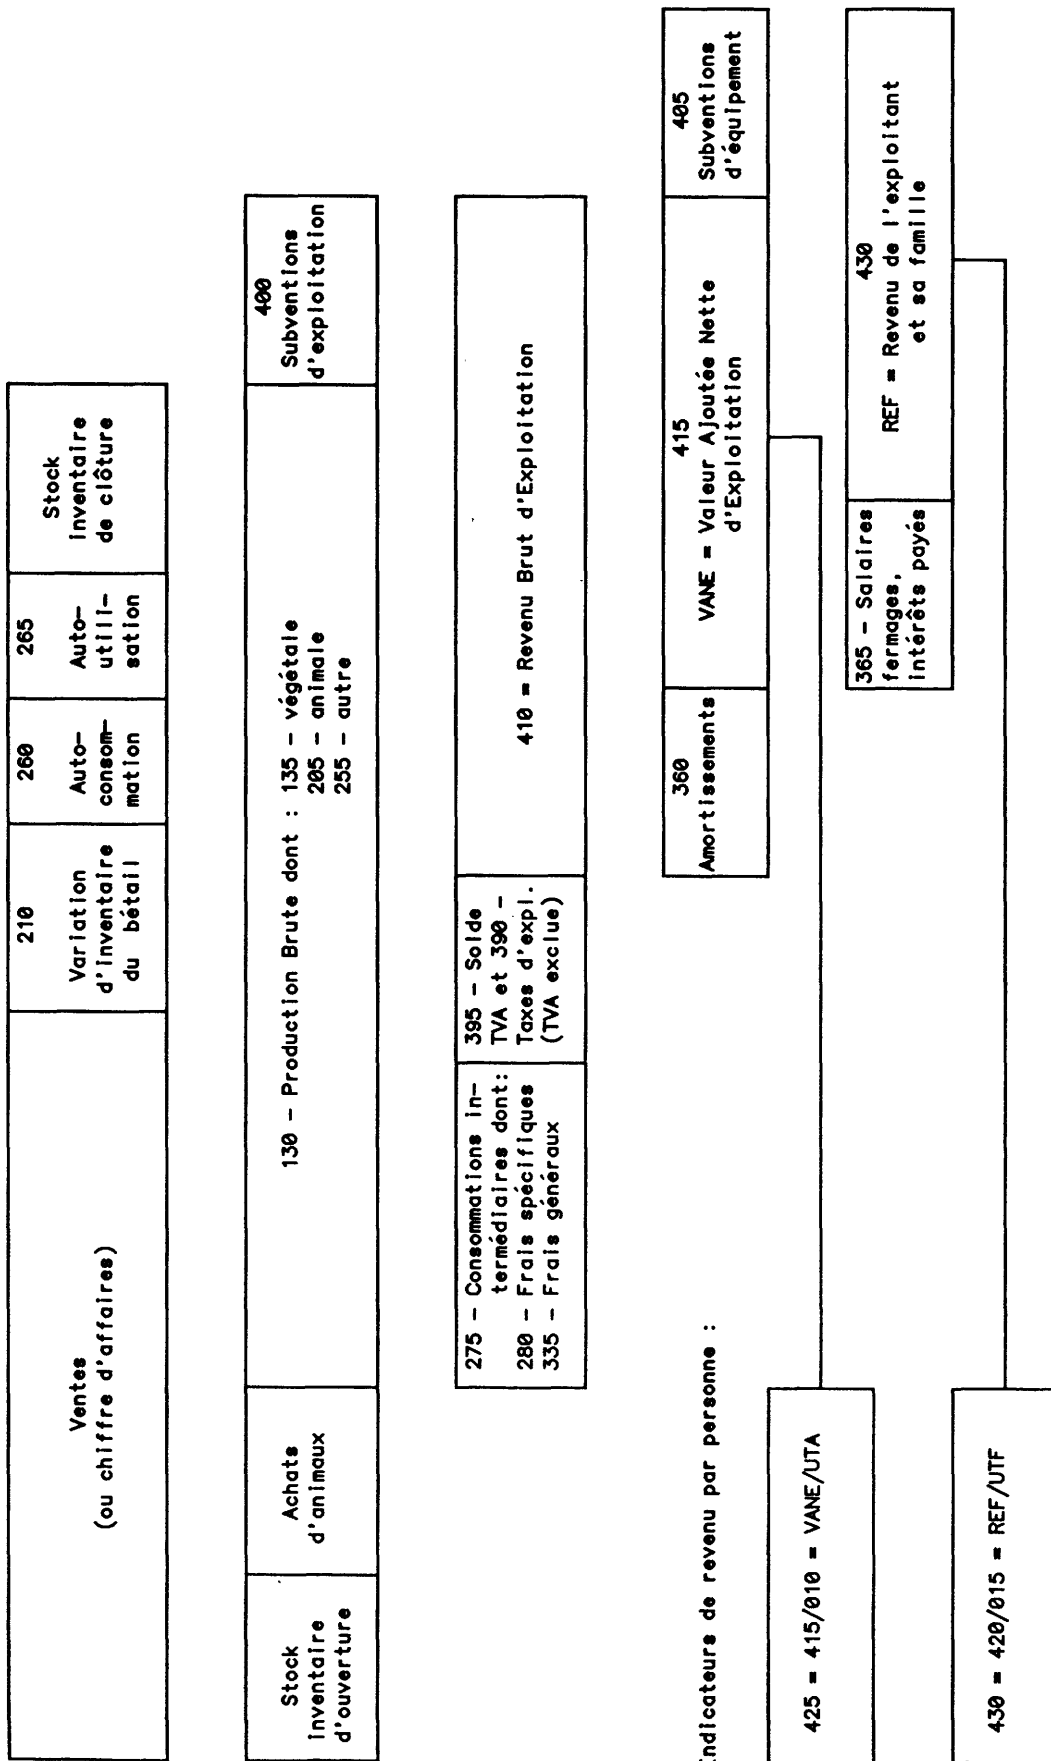 Ventes
(ou chiffre d'affaires)
210
Variation
d'inventaire
du bétail
260
Auto-
consom-
mation
265
Auto-
utili-
sation
Stock
inventaire
de clôture
Stock
inventaire
d'ouverture
Achats
d'animaux
130 - Production Brute dont : 135 - végétale
205 - animale
255 - autre
400
Subventions
d'exploitation
275 - Consommations in-
termédiaires dont:
280 - Frais spécifiques
335 - Frais généraux
395 - Solde
TVA et 390 -
Taxes d'expl.
(TVA exclue)
410 = Revenu Brut d'Exploitation
360
Amortissements
415
VANE = Valeur Ajoutée Nette
d'Exploitation
405
Subventions
d'équipement
365 - Salaires
fermages,
intérêts payés
430
REF = Revenu de l'exploitant
et sa famille
Indicateurs de revenu par personne :
425 = 415/010 = VANE/UTA
430 = 420/015 = REF/UTF